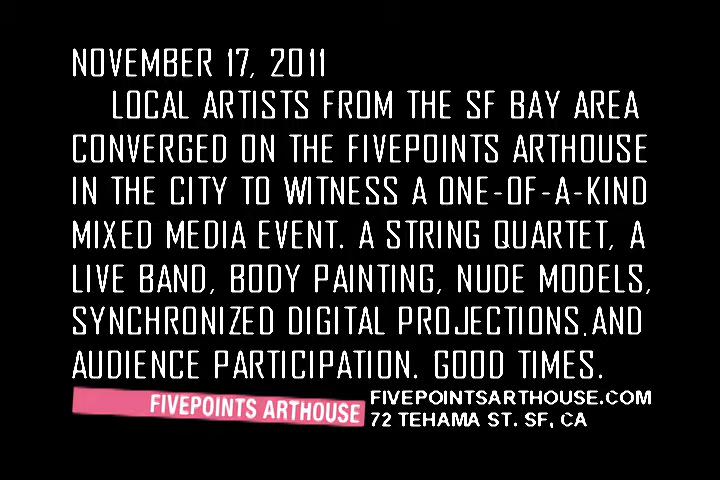 NOVEMBER 17, 2011
LOCAL ARTISTS FROM THE SF BAY AREA
CONVERGED ON THE FIVEPOINTS ARTHOUSE
IN THE CITY TO WITNESS A ONE-OF-A-KIND
MIXED MEDIA EVENT. A STRING QUARTET, A
LIVE BAND, BODY PAINTING, NUDE MODELS,
SYNCHRONIZED DIGITAL PROJECTIONS,AND
AUDIENCE PARTICIPATION. GOOD TIMES.
FIVEPOINTS ARTHOUSE
FIVEPOINTSARTHOUSE.COM
72 TEHAMA ST. SF, CA